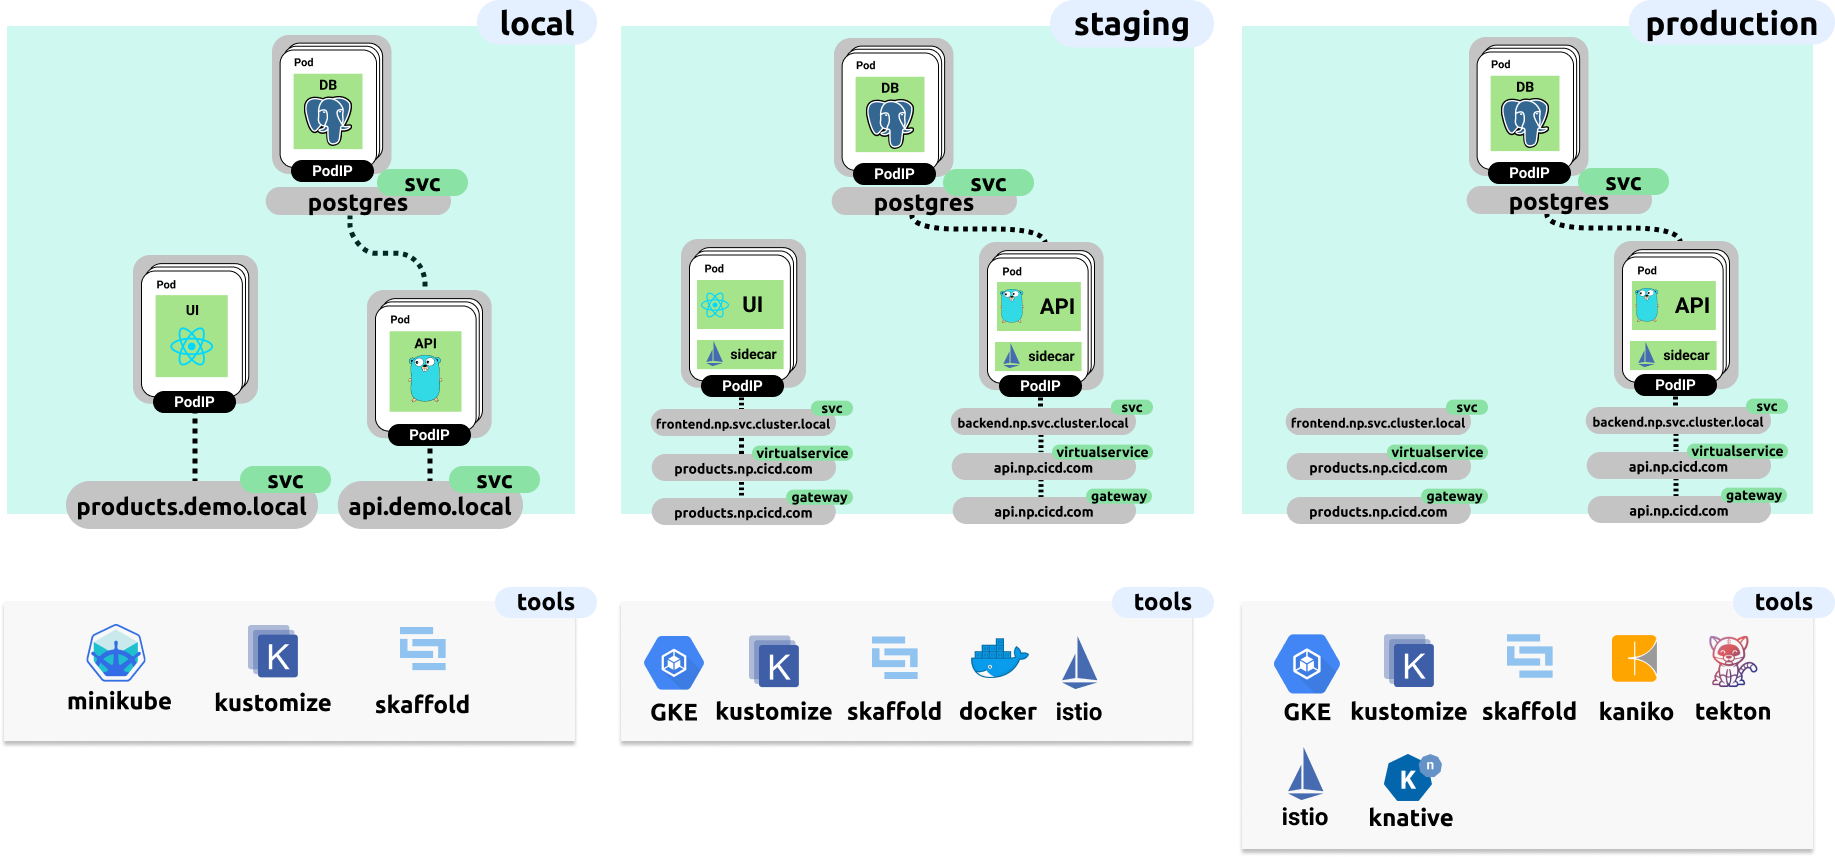 local
Pod
DB
PodIP
svc
postgres
Pod
UI
PodIP
Pod
API
PodIP
svc
products.demo.local
svc
api.demo.local
staging
Pod
DB
PodIP
svc
postgres
Pod
UI
sidecar
PodIP
svc
frontend.np.svc.cluster.local
virtualservice
products.np.cicd.com
gateway
products.np.cicd.com
Pod
API
sidecar
PodIP
svc
backend.np.svc.cluster.local
virtualservice
api.np.cicd.com
gateway
api.np.cicd.com
production
Pod
DB
PodIP
svc
postgres
svc
frontend.np.svc.cluster.local
virtualservice
products.np.cicd.com
gateway
products.np.cicd.com
Pod
API
sidecar
PodIP
svc
backend.np.svc.cluster.local
virtualservice
api.np.cicd.com
gateway
api.np.cicd.com
tools
minikube
K
kustomize
skaffold
tools
GKE
K
kustomize
skaffold
docker
istio
tools
GKE
K
kustomize
skaffold
kaniko
tekton
istio
K
n
knative